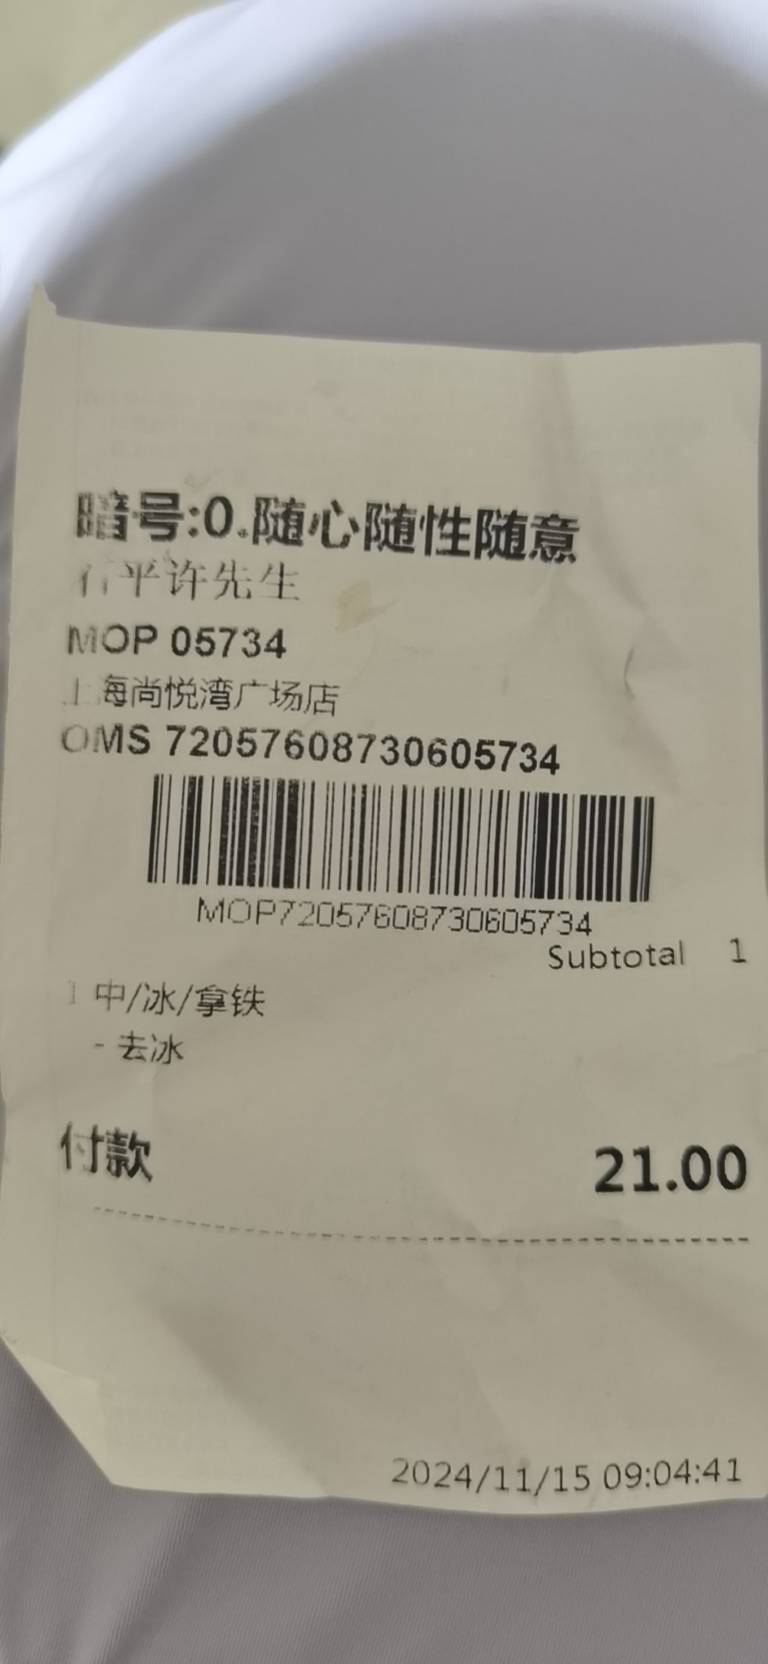 暗号:0.随心随性随意
平许先生
MOP 05734
上海尚悦湾广场店
OMS 72057608730605734
MOP72057608730605734
Subtotal 1
1 中/冰/拿铁
- 去冰
付款 21.00
2024/11/15 09:04:41